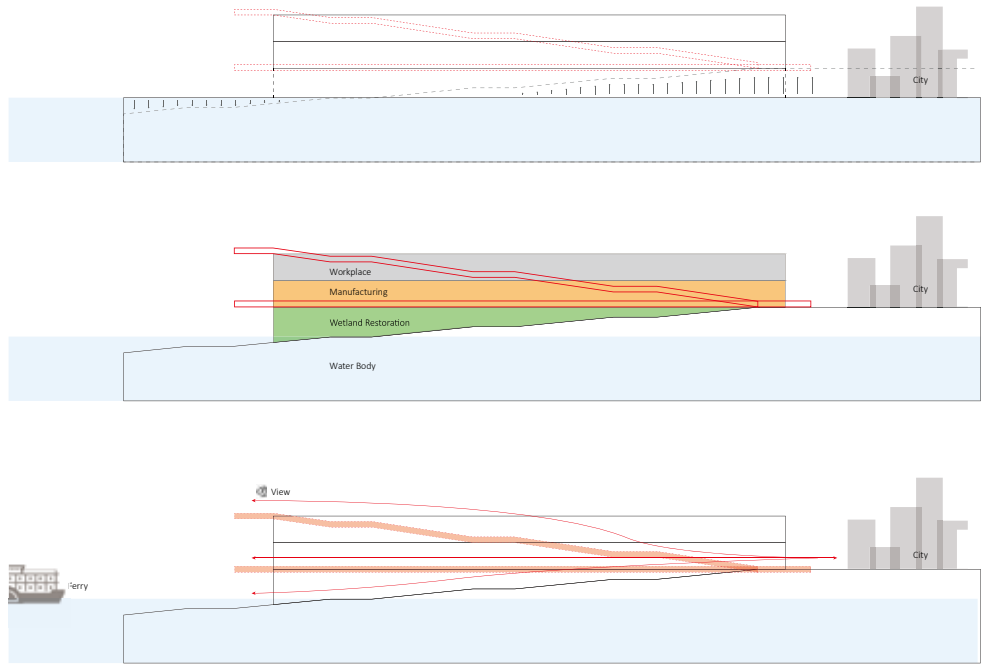 City
Workplace
Manufacturing
City
Wetland Restoration
Water Body
View
City
Ferry